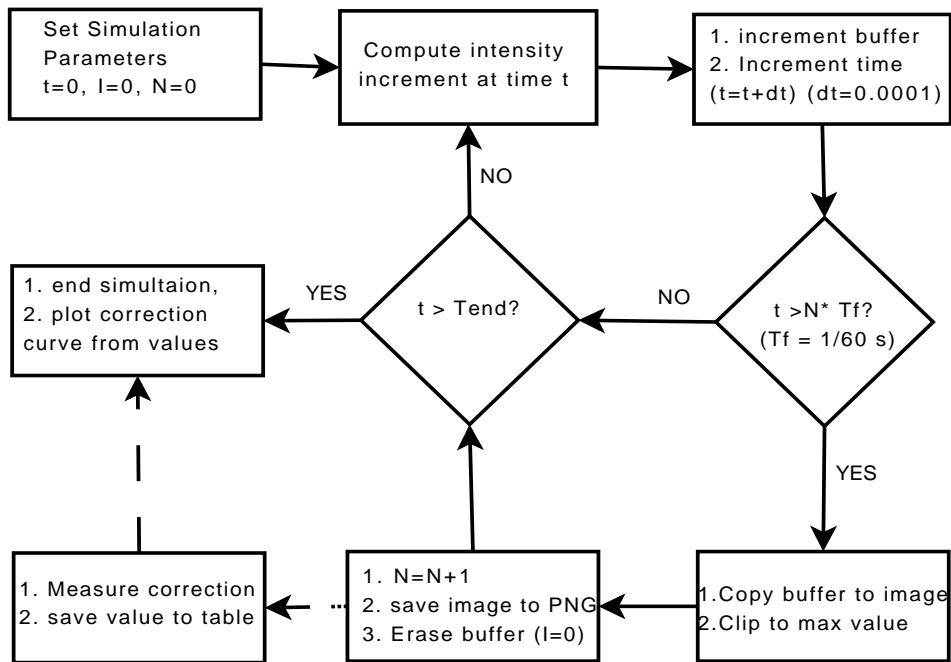 Set Simulation
Parameters
t=0, I=0, N=0
Compute intensity
increment at time t
1. increment buffer
2. Increment time
(t=t+dt) (dt=0.0001)
NO
1. end simultaion,
2. plot correction
curve from values
YES
t > Tend?
NO
t >N* Tf?
(Tf = 1/60 s)
YES
1. Measure correction
2. save value to table
1. N=N+1
2. save image to PNG
3. Erase buffer (I=0)
1.Copy buffer to image
2.Clip to max value